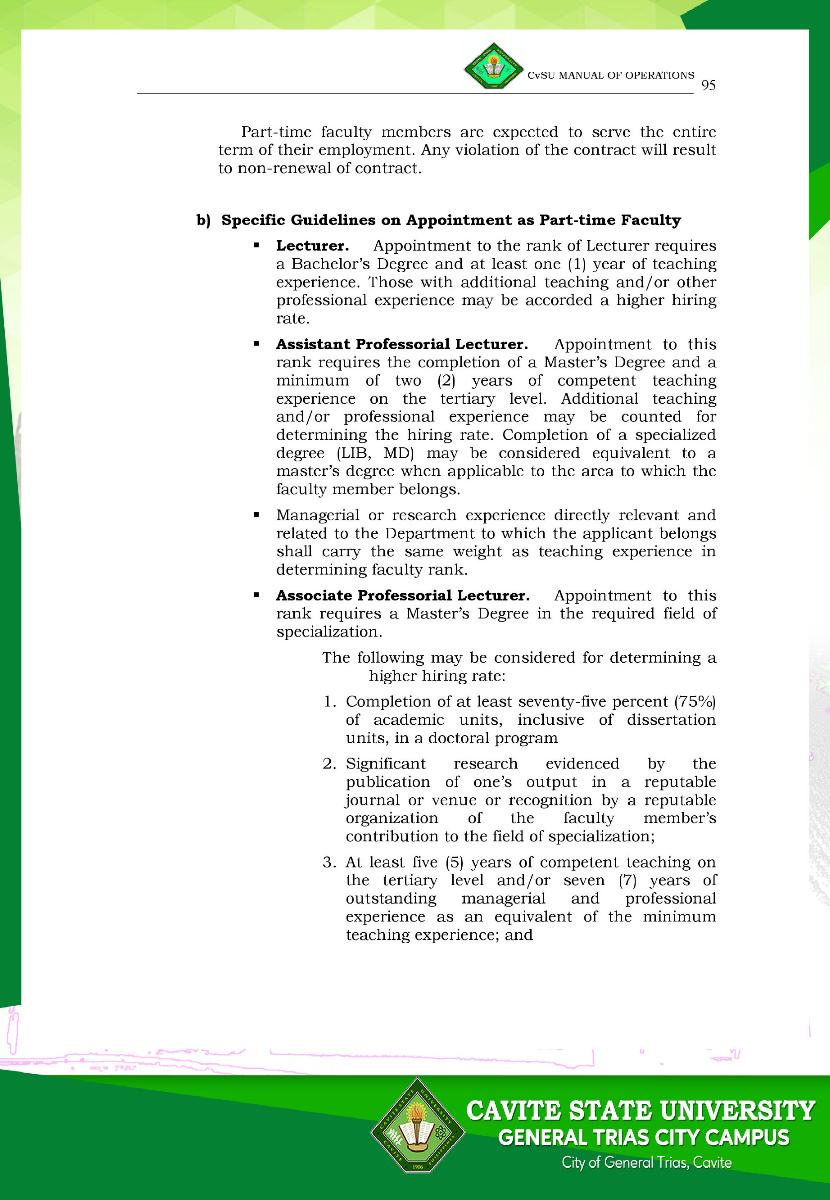 CvSU MANUAL OF OPERATIONS
95
Part-time faculty members are expected to serve the entire
term of their employment. Any violation of the contract will result
to non-renewal of contract.
b) Specific Guidelines on Appointment as Part-time Faculty
▪ Lecturer. Appointment to the rank of Lecturer requires
a Bachelor's Degree and at least one (1) year of teaching
experience. Those with additional teaching and/or other
professional experience may be accorded a higher hiring
rate.
▪ Assistant Professorial Lecturer. Appointment to this
rank requires the completion of a Master's Degree and a
minimum of two (2) years of competent teaching
experience on the tertiary level. Additional teaching
and/or professional experience may be counted for
determining the hiring rate. Completion of a specialized
degree (LIB, MD) may be considered equivalent to a
master's degree when applicable to the area to which the
faculty member belongs.
▪ Managerial or research experience directly relevant and
related to the Department to which the applicant belongs
shall carry the same weight as teaching experience in
determining faculty rank.
▪ Associate Professorial Lecturer. Appointment to this
rank requires a Master's Degree in the required field of
specialization.
The following may be considered for determining a
higher hiring rate:
1. Completion of at least seventy-five percent (75%)
of academic units, inclusive of dissertation
units, in a doctoral program
2. Significant research evidenced by the
publication of one's output in a reputable
journal or venue or recognition by a reputable
organization of the faculty member's
contribution to the field of specialization;
3. At least five (5) years of competent teaching on
the tertiary level and/or seven (7) years of
outstanding managerial and professional
experience as an equivalent of the minimum
teaching experience; and
1906
CAVITE STATE UNIVERSITY
GENERAL TRIAS CITY CAMPUS
City of General Trias, Cavite